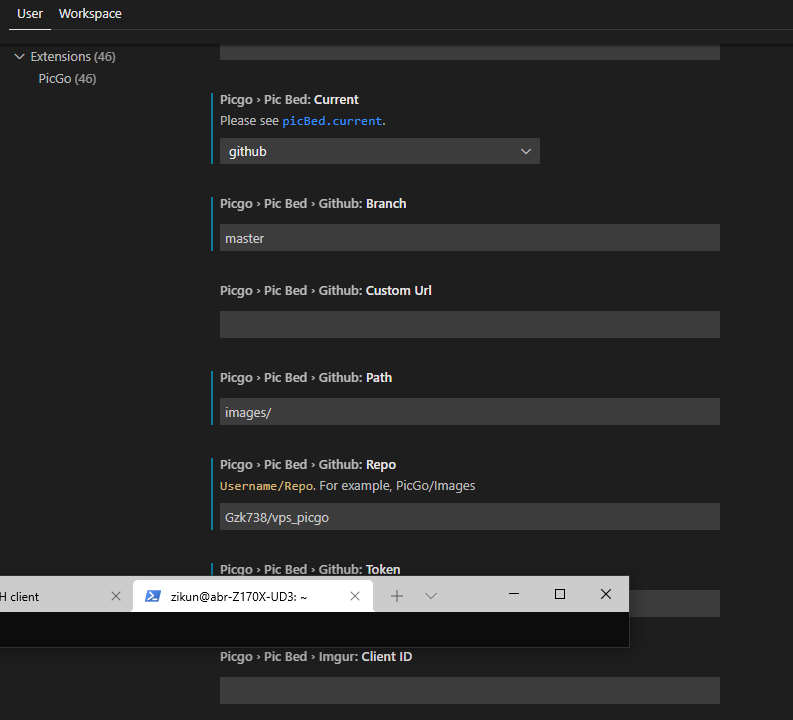 User Workspace
Extensions (46)
PicGo (46)
Picgo › Pic Bed: Current
Please see picBed.current.
github
Picgo › Pic Bed › Github: Branch
master
Picgo › Pic Bed › Github: Custom Url
Picgo › Pic Bed › Github: Path
images/
Picgo › Pic Bed › Github: Repo
Username/Repo. For example, PicGo/Images
Gzk738/vps_picgo
Picgo › Pic Bed › Github: Token
H client
zikun@abr-Z170X-UD3: ~
Picgo › Pic Bed › Imgur: Client ID